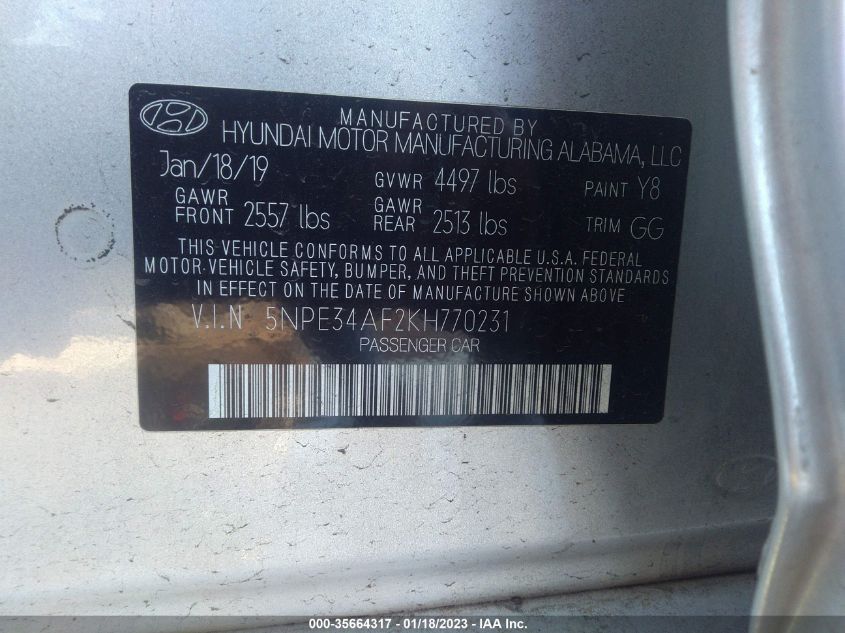 MANUFACTURED BY
HYUNDAI MOTOR MANUFACTURING ALABAMA, LLC
Jan/18/19 GVWR 4497 lbs PAINT Y8
GAWR FRONT 2557 lbs GAWR REAR 2513 lbs TRIM GG
THIS VEHICLE CONFORMS TO ALL APPLICABLE U.S.A. FEDERAL
MOTOR VEHICLE SAFETY, BUMPER, AND THEFT PREVENTION STANDARDS
IN EFFECT ON THE DATE OF MANUFACTURE SHOWN ABOVE
V.I.N 5NPE34AF2KH770231
PASSENGER CAR
000-35664317 — 01/18/2023 — IAAI.COM